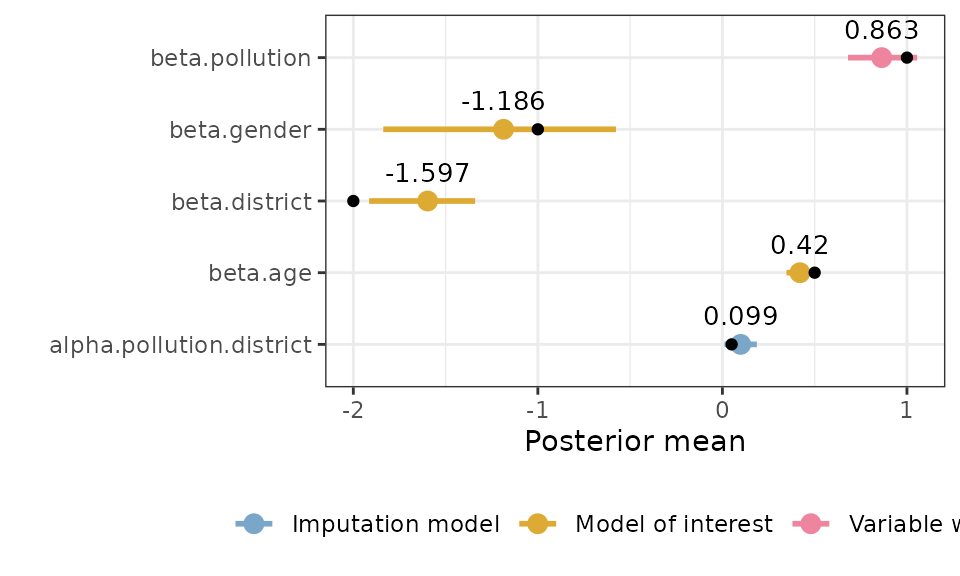 0.863
beta.pollution
-1.186
beta.gender
-1.597
beta.district
0.42
beta.age
0.099
alpha.pollution.district
-2 -1 0 1
Posterior mean
Imputation model Model of interest Variable